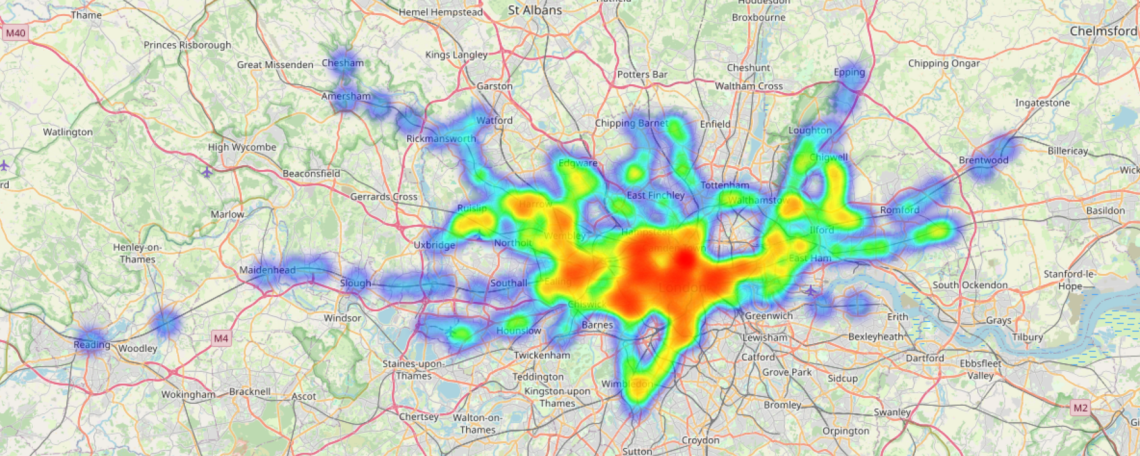 St Albans
Hoddesdon
Thame
Hemel Hempstead
Broxbourne
M40
Chelmsford
Princes Risborough
Kings Langley
Great Missenden
Chesham
Cheshunt
Chipping Ongar
Potters Bar
Epping
Garston
Waltham Cross
Amersham
Ingatestone
Watlington
Watford
Chipping Barnet
Enfield
Loughton
Rickmansworth
High Wycombe
Billericay
Chigwell
Brentwood
Edgware
Beaconsfield
Tottenham
Gerrards Cross
East Finchley
Walthamstow
Ruislip
Harrow
Romford
Basildon
Marlow
Ilford
Wembley
Henley-on-
Thames
Uxbridge
Northolt
East Ham
Maidenhead
Stanford-le
Hope
Slough
Southall
South Ockendon
Windsor
Greenwich
Erith
Grays
Barnes
Hounslow
Tilbury
M4
Reading
Woodley
Lewisham
Bexleyheath
Twickenham
Catford
Dartford
Staines-upon
Thames
Ebbsfleet
Valley
Teddington
Grove Park
Sidcup
Wimbledon
Wokingham
Bracknell
Ascot
Kingston-upon
Thames
Bromley
M2
Swanley
Chertsey
Walton-on-
Thames
Orpington
Croydon
Sutton